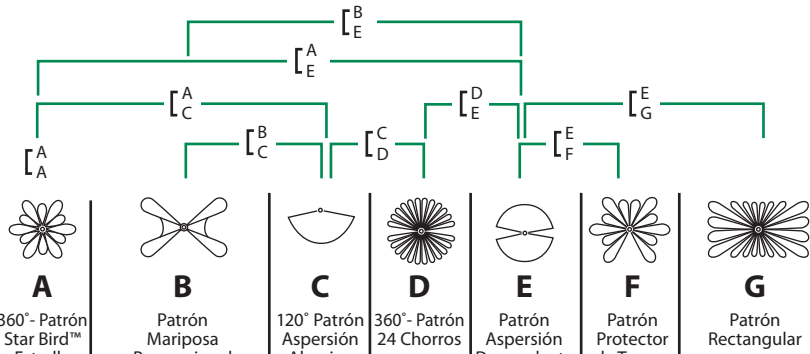 B
E
A
E
A
C
D
E
E
G
B
C
C
D
E
F
A
A
A B C D E F G
360˚- Patrón
Star Bird™
Patrón
Mariposa
120˚ Patrón
Aspersión
360˚- Patrón
24 Chorros
Patrón
Aspersión
Patrón
Protector
Patrón
Rectangular